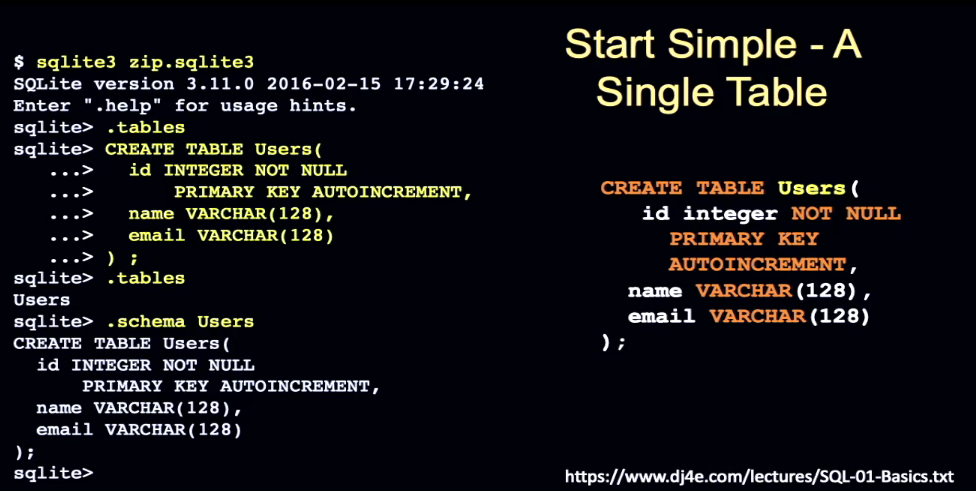 Start Simple - A
Single Table
$ sqlite3 zip.sqlite3
SQLite version 3.11.0 2016-02-15 17:29:24
Enter ".help" for usage hints.
sqlite> .tables
sqlite> CREATE TABLE Users(
...> id INTEGER NOT NULL
...> PRIMARY KEY AUTOINCREMENT,
...> name VARCHAR(128),
...> email VARCHAR(128)
...> ) ;
sqlite> .tables
Users
sqlite> .schema Users
CREATE TABLE Users(
id INTEGER NOT NULL
PRIMARY KEY AUTOINCREMENT,
name VARCHAR(128),
email VARCHAR(128)
);
sqlite>
CREATE TABLE Users(
id integer NOT NULL
PRIMARY KEY
AUTOINCREMENT,
name VARCHAR(128),
email VARCHAR(128)
);
https://www.dj4e.com/lectures/SQL-01-Basics.txt